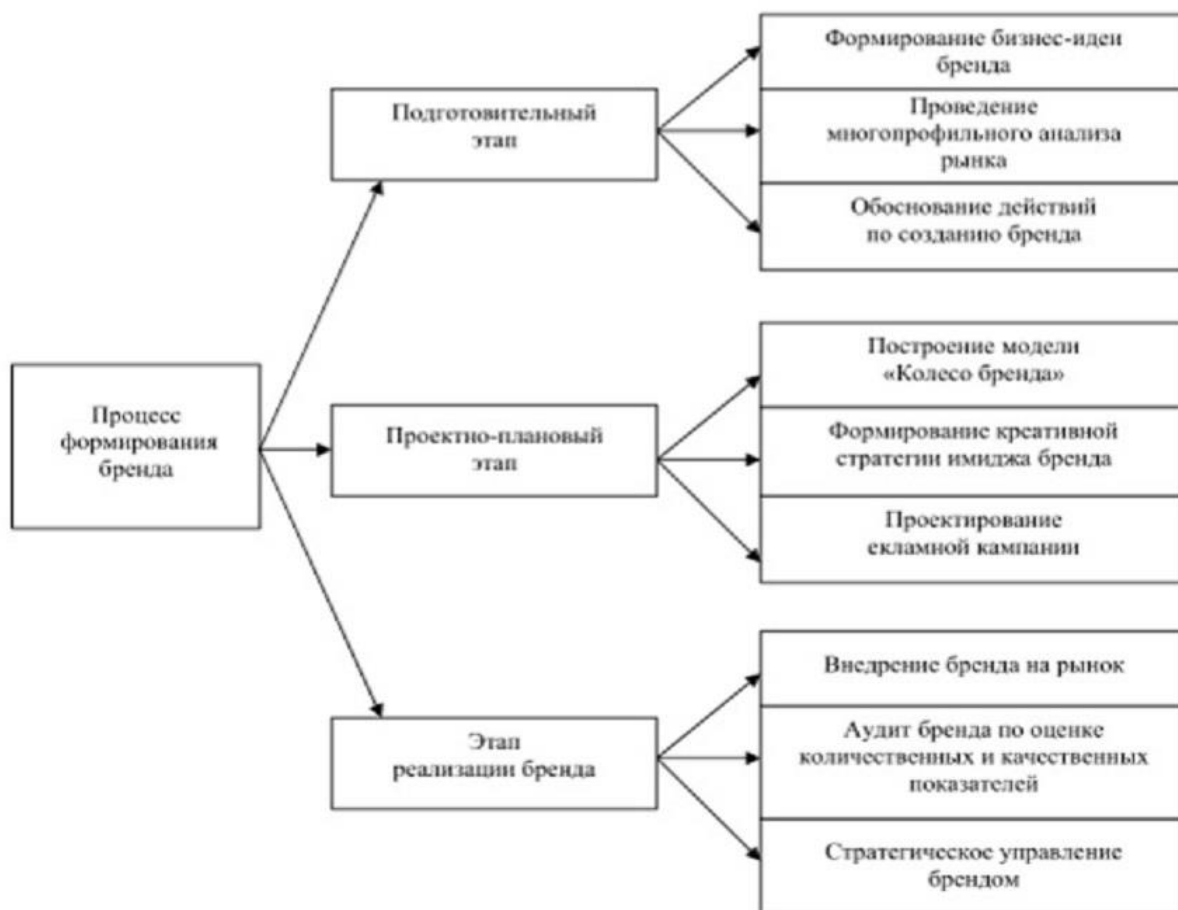 Процесс
формирования
бренда
Подготовительный
этап
Формирование бизнес-идеи
бренда
Проведение
многопрофильного анализа
рынка
Обоснование действий
по созданию бренда
Проектно-плановый
этап
Построение модели
«Колесо бренда»
Формирование креативной
стратегии имиджа бренда
Проектирование
екламной кампании
Этап
реализации бренда
Внедрение бренда на рынок
Аудит бренда по оценке
количественных и качественных
показателей
Стратегическое управление
брендом